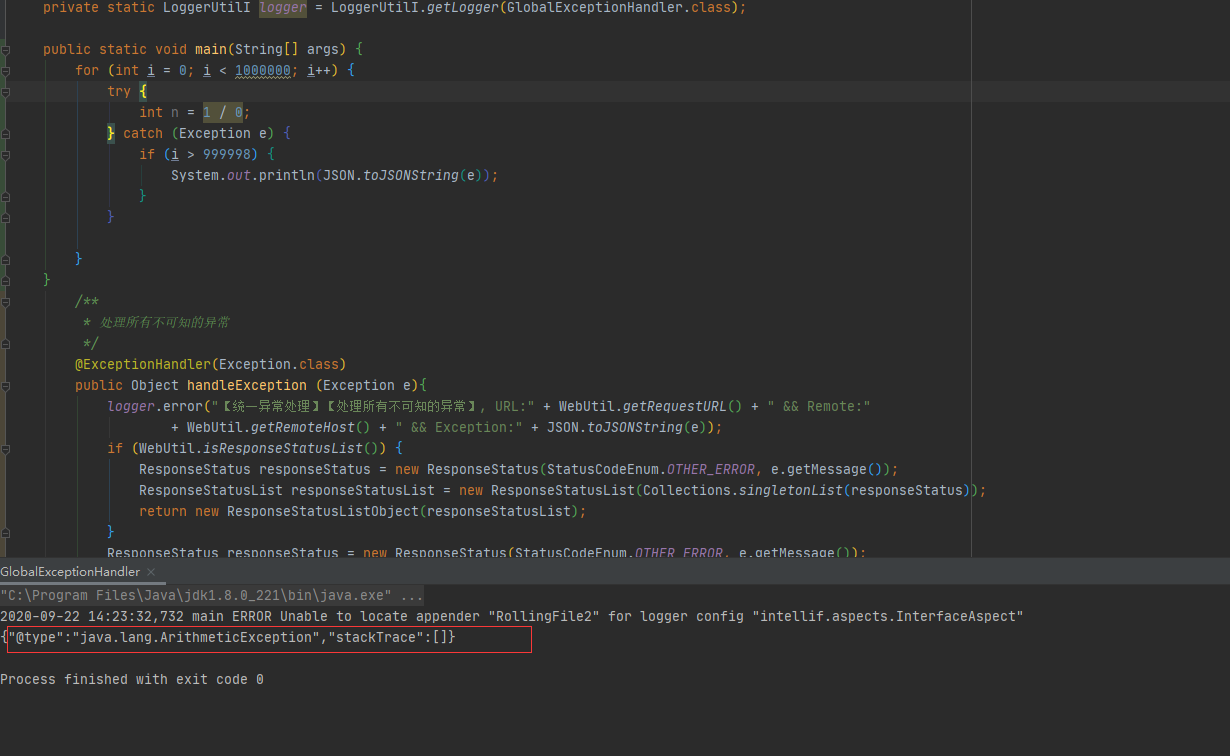 private static LoggerUtilI logger = LoggerUtilI.getLogger(GlobalExceptionHandler.class);
public static void main(String[] args) {
for (int i = 0; i < 1000000; i++) {
try {
int n = 1 / 0;
} catch (Exception e) {
if (i > 999998) {
System.out.println(JSON.toJSONString(e));
}
}
}
}
/**
* 处理所有不可知的异常
*/
@ExceptionHandler(Exception.class)
public Object handleException (Exception e){
logger.error("【统一异常处理】【处理所有不可知的异常】, URL:" + WebUtil.getRequestURL() + " && Remote:"
+ WebUtil.getRemoteHost() + " && Exception:" + JSON.toJSONString(e));
if (WebUtil.isResponseStatusList()) {
ResponseStatus responseStatus = new ResponseStatus(StatusCodeEnum.OTHER_ERROR, e.getMessage());
ResponseStatusList responseStatusList = new ResponseStatusList(Collections.singletonList(responseStatus));
return new ResponseStatusListObject(responseStatusList);
}
ResponseStatus responseStatus = new ResponseStatus(StatusCodeEnum.OTHER_ERROR, e.getMessage());
GlobalExceptionHandler ×
"C:\Program Files\Java\jdk1.8.0_221\bin\java.exe" ...
2020-09-22 14:23:32,732 main ERROR Unable to locate appender "RollingFile2" for logger config "intellif.aspects.InterfaceAspect"
{"@type":"java.lang.ArithmeticException","stackTrace":[]}
Process finished with exit code 0